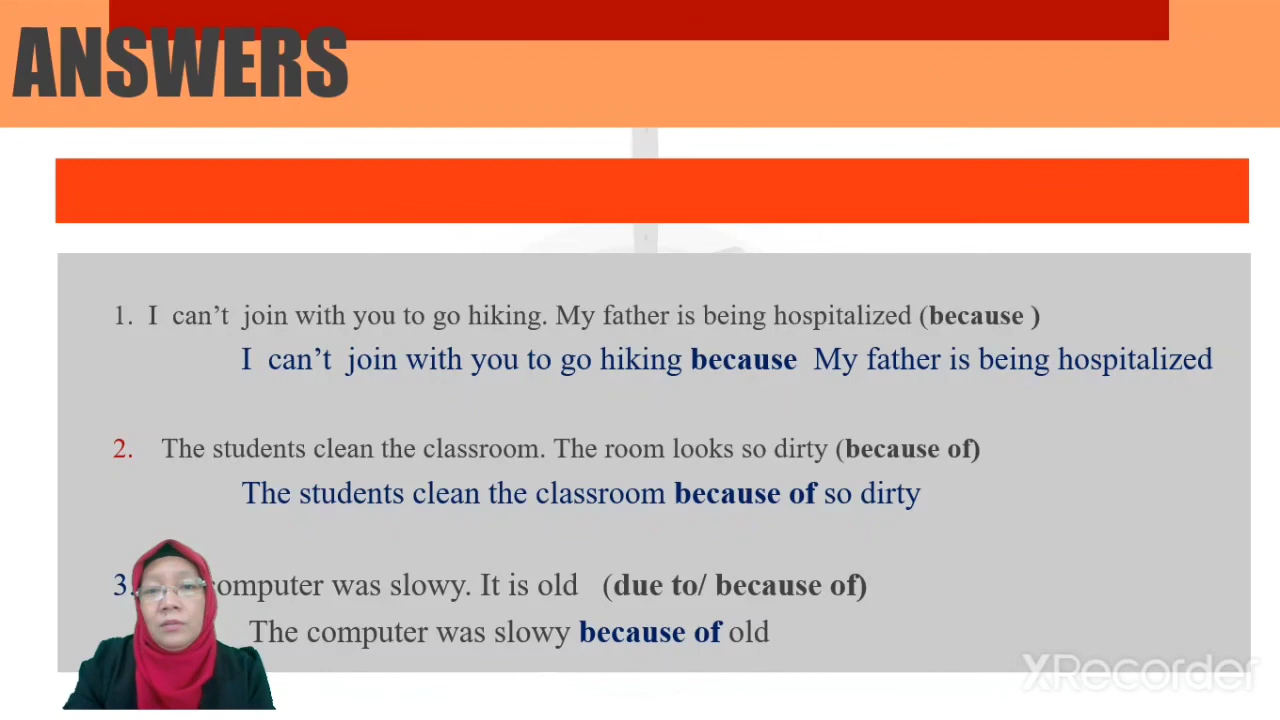 ANSWERS
1. I can't join with you to go hiking. My father is being hospitalized (because )
I can't join with you to go hiking because My father is being hospitalized
2. The students clean the classroom. The room looks so dirty (because of)
The students clean the classroom because of so dirty
3. computer was slowy. It is old (due to/ because of)
The computer was slowy because of old
XRecorder